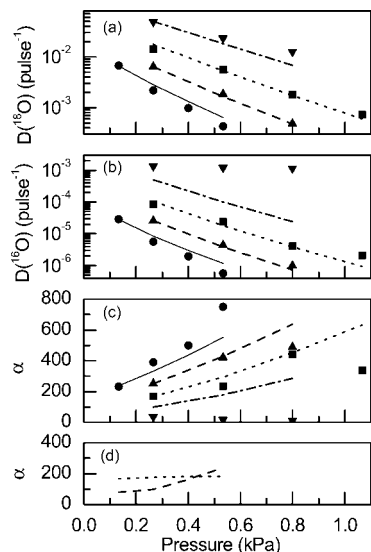 (a)
D(¹⁸O) (pulse⁻¹)
10⁻²
10⁻³
(b)
D(¹⁶O) (pulse⁻¹)
10⁻³
10⁻⁴
10⁻⁵
10⁻⁶
(c)
α
800
600
400
200
0
(d)
α
400
200
0
0.0 0.2 0.4 0.6 0.8 1.0
Pressure (kPa)